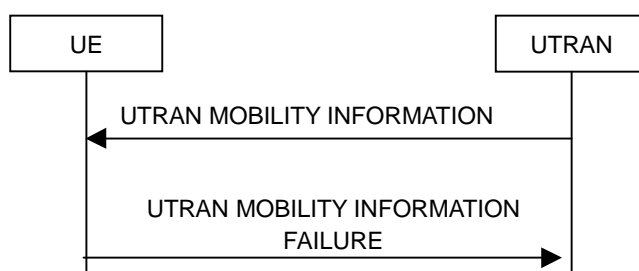 UE
UTRAN
UTRAN MOBILITY INFORMATION
UTRAN MOBILITY INFORMATION
FAILURE